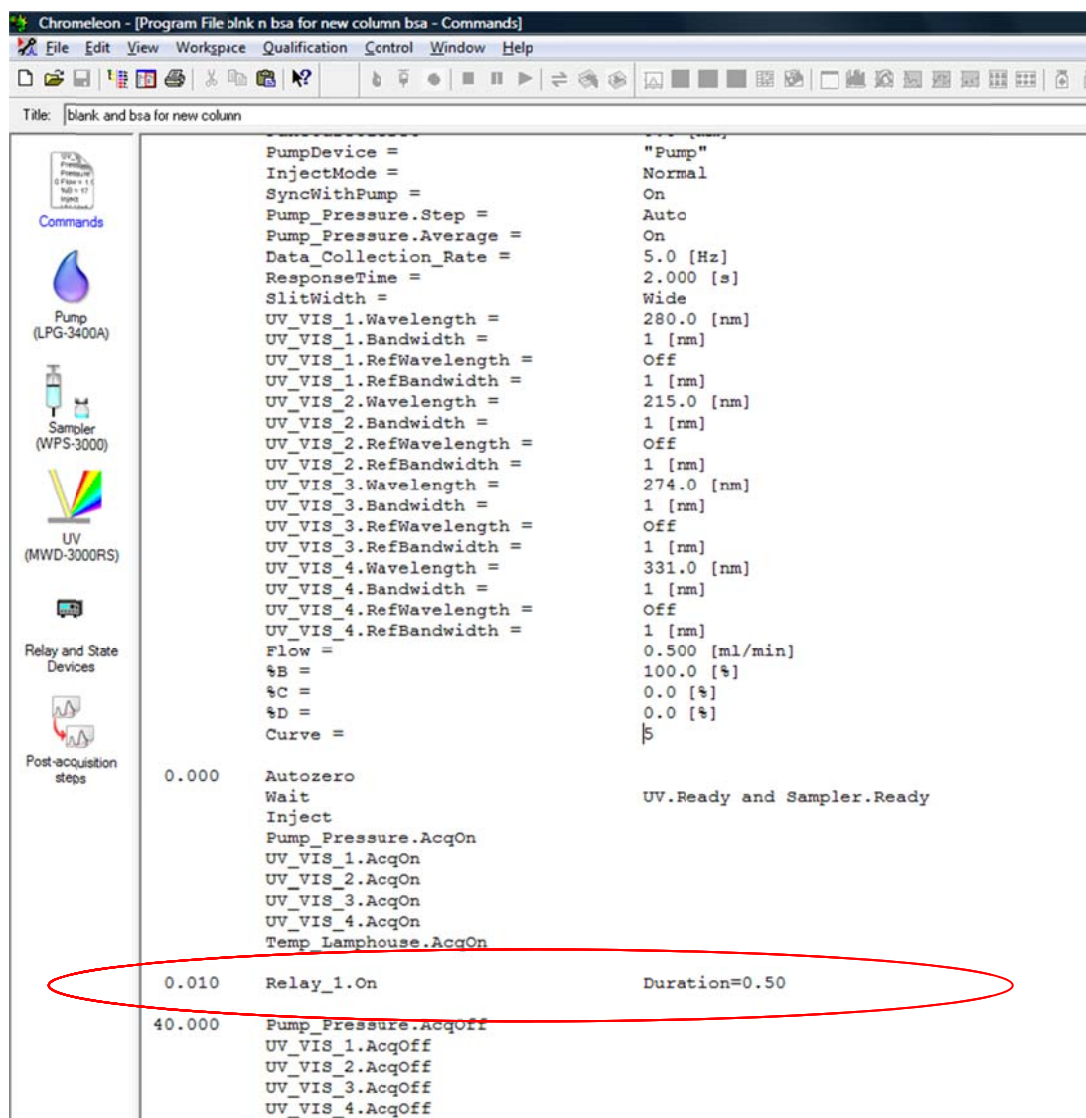 Chromeleon - [Program File blnk n bsa for new column bsa - Commands]
File Edit View Workspace Qualification Control Window Help
Title: blank and bsa for new column
Commands
Pump
(LPG-3400A)
Sampler
(WPS-3000)
UV
(MWD-3000RS)
Relay and State
Devices
Post-acquisition
steps
PumpDevice = "Pump"
InjectMode = Normal
SyncWithPump = On
Pump_Pressure.Step = Auto
Pump_Pressure.Average = On
Data_Collection_Rate = 5.0 [Hz]
ResponseTime = 2.000 [s]
SlitWidth = Wide
UV_VIS_1.Wavelength = 280.0 [nm]
UV_VIS_1.Bandwidth = 1 [nm]
UV_VIS_1.RefWavelength = Off
UV_VIS_1.RefBandwidth = 1 [nm]
UV_VIS_2.Wavelength = 215.0 [nm]
UV_VIS_2.Bandwidth = 1 [nm]
UV_VIS_2.RefWavelength = Off
UV_VIS_2.RefBandwidth = 1 [nm]
UV_VIS_3.Wavelength = 274.0 [nm]
UV_VIS_3.Bandwidth = 1 [nm]
UV_VIS_3.RefWavelength = Off
UV_VIS_3.RefBandwidth = 1 [nm]
UV_VIS_4.Wavelength = 331.0 [nm]
UV_VIS_4.Bandwidth = 1 [nm]
UV_VIS_4.RefWavelength = Off
UV_VIS_4.RefBandwidth = 1 [nm]
Flow = 0.500 [ml/min]
%B = 100.0 [%]
%C = 0.0 [%]
%D = 0.0 [%]
Curve = 5
0.000 Autozero
Wait UV.Ready and Sampler.Ready
Inject
Pump_Pressure.AcqOn
UV_VIS_1.AcqOn
UV_VIS_2.AcqOn
UV_VIS_3.AcqOn
UV_VIS_4.AcqOn
Temp_Lamphouse.AcqOn
0.010 Relay_1.On Duration=0.50
40.000 Pump_Pressure.AcqOff
UV_VIS_1.AcqOff
UV_VIS_2.AcqOff
UV_VIS_3.AcqOff
UV_VIS_4.AcqOff